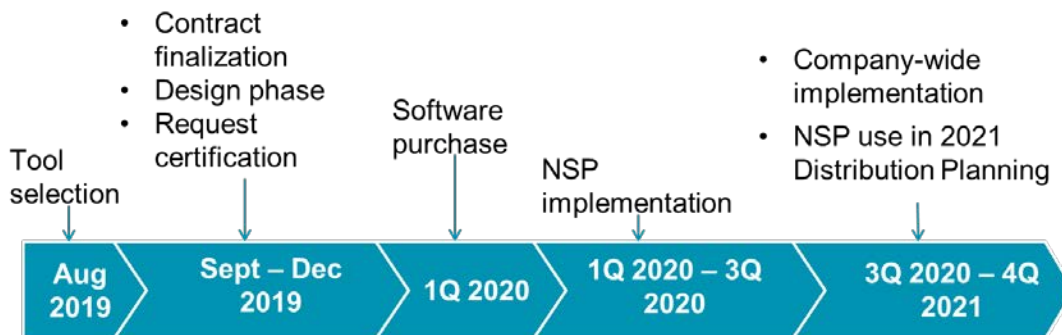 Tool
selection
• Contract
finalization
• Design phase
• Request
certification
Software
purchase
NSP
implementation
• Company-wide
implementation
• NSP use in 2021
Distribution Planning
Aug
2019
Sept – Dec
2019
1Q 2020
1Q 2020 – 3Q
2020
3Q 2020 – 4Q
2021